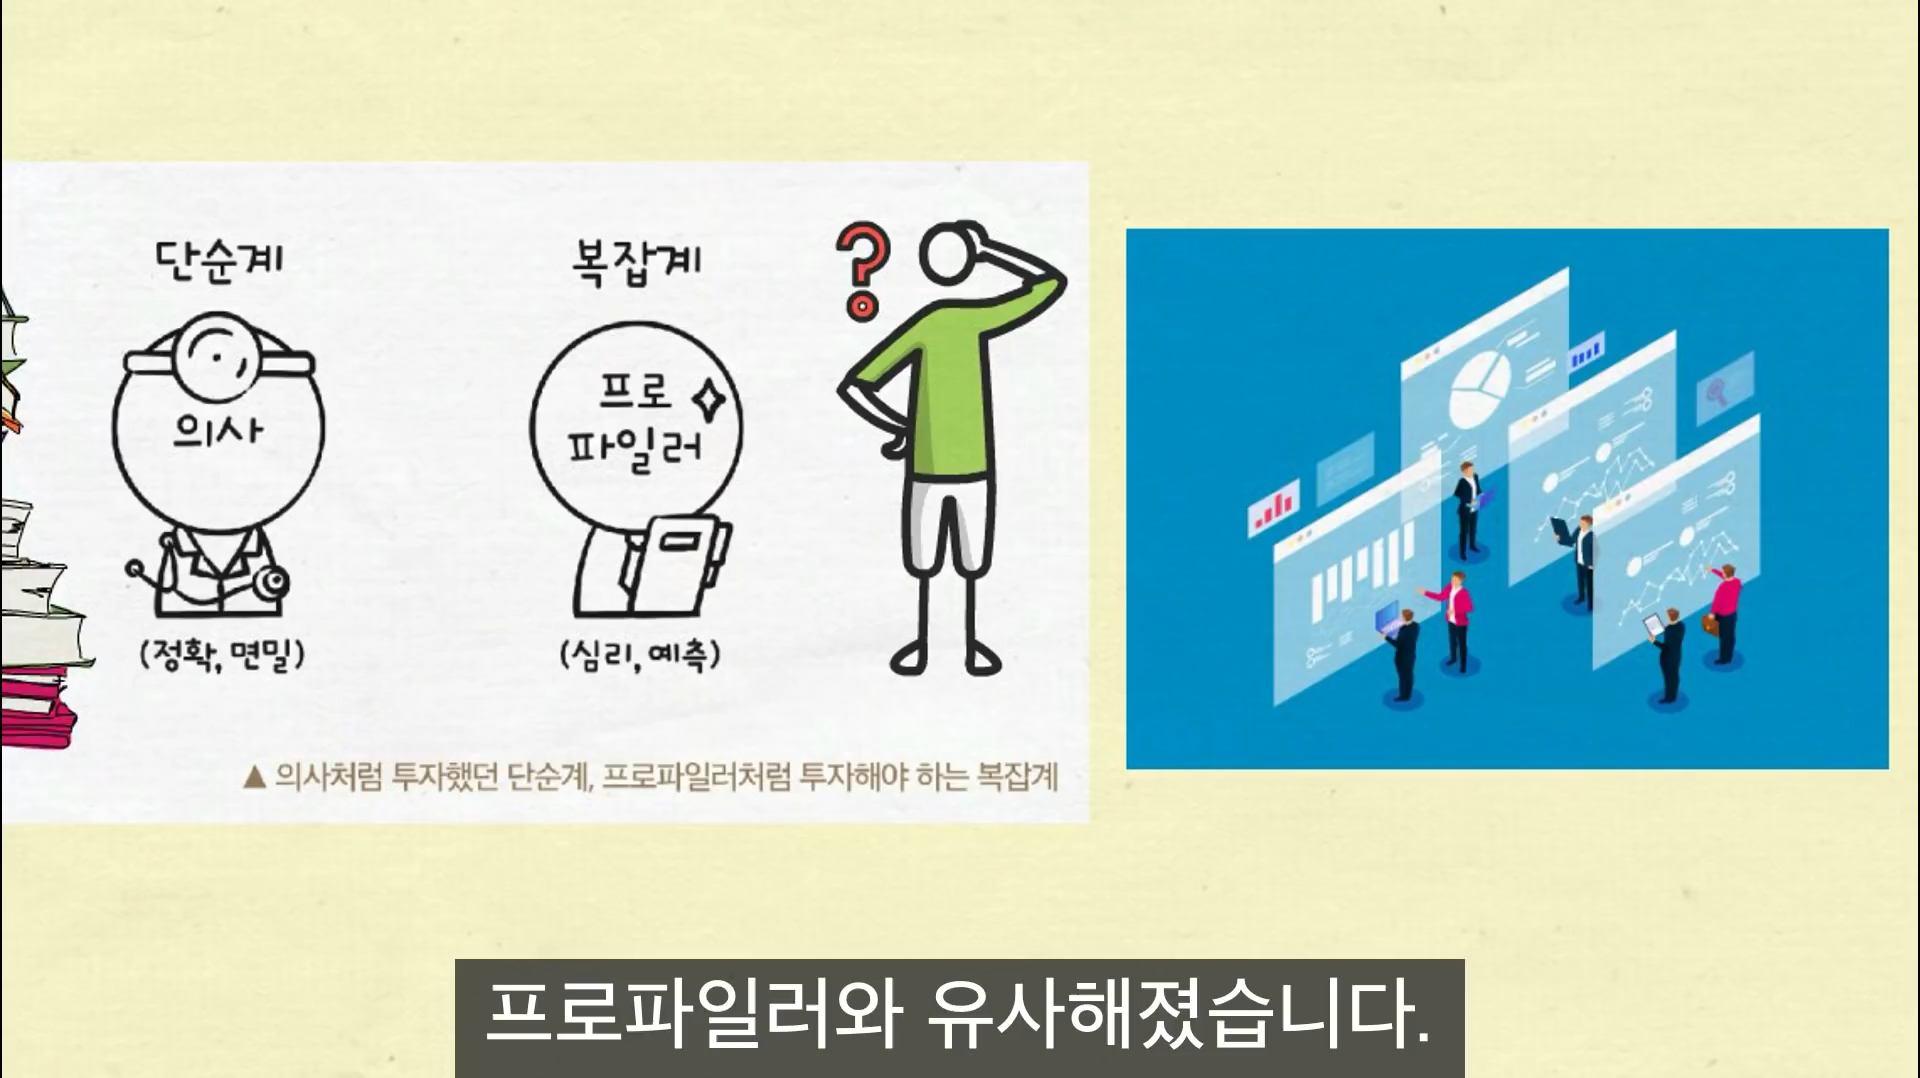 단순계
의사
(정확, 면밀)
복잡계
프로
파일러
(심리, 예측)
?
▲ 의사처럼 투자했던 단순계, 프로파일러처럼 투자해야 하는 복잡계
프로파일러와 유사해졌습니다.